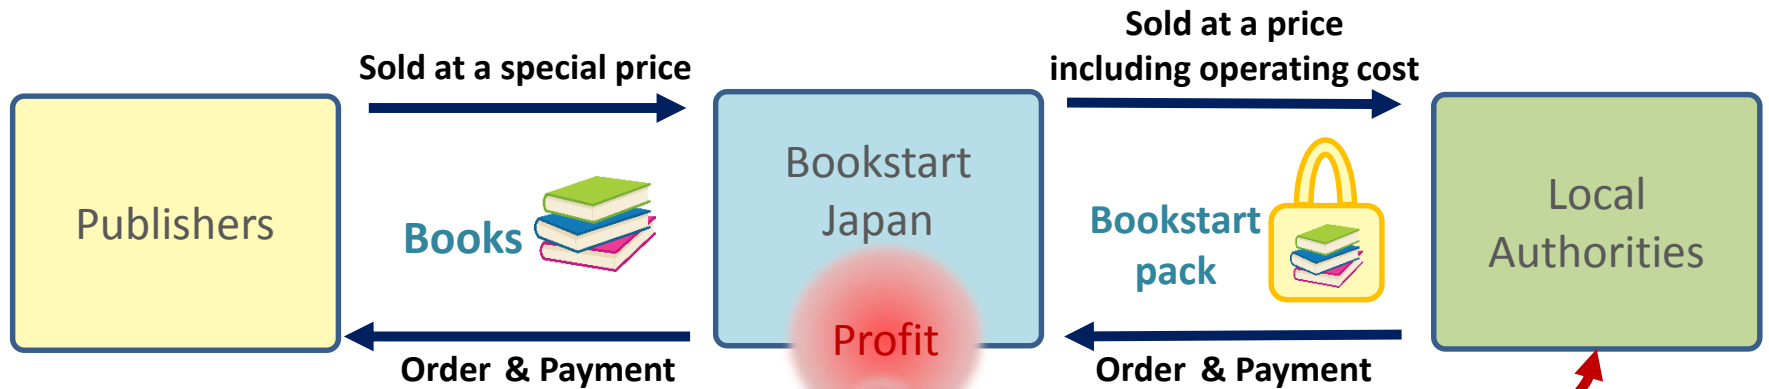 Sold at a price
including operating cost
Sold at a special price
Publishers
Books
Bookstart
Japan
Profit
Bookstart
pack
Local
Authorities
Order & Payment
Order & Payment